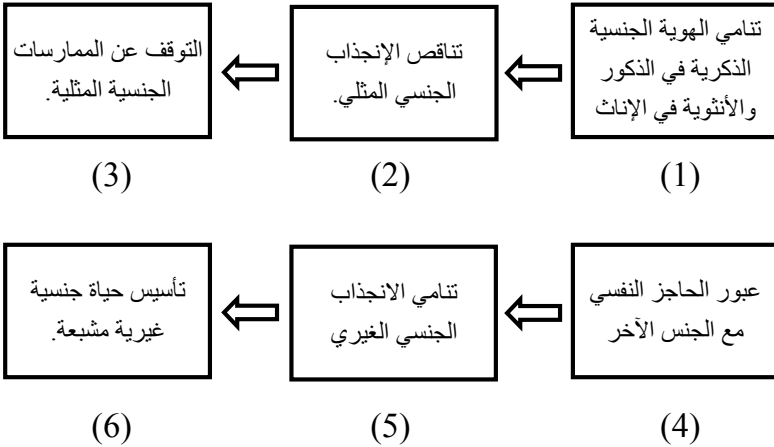 تنامي الهوية الجنسية
الذكرية في الذكور
والأنثوية في الإناث
تناقص الإنجذاب
الجنسي المثلي.
التوقف عن الممارسات
الجنسية المثلية.
(1)
(2)
(3)
عبور الحاجز النفسي
مع الجنس الآخر
تنامي الانجذاب
الجنسي الغيري
تأسيس حياة جنسية
غيرية مشبعة.
(4)
(5)
(6)